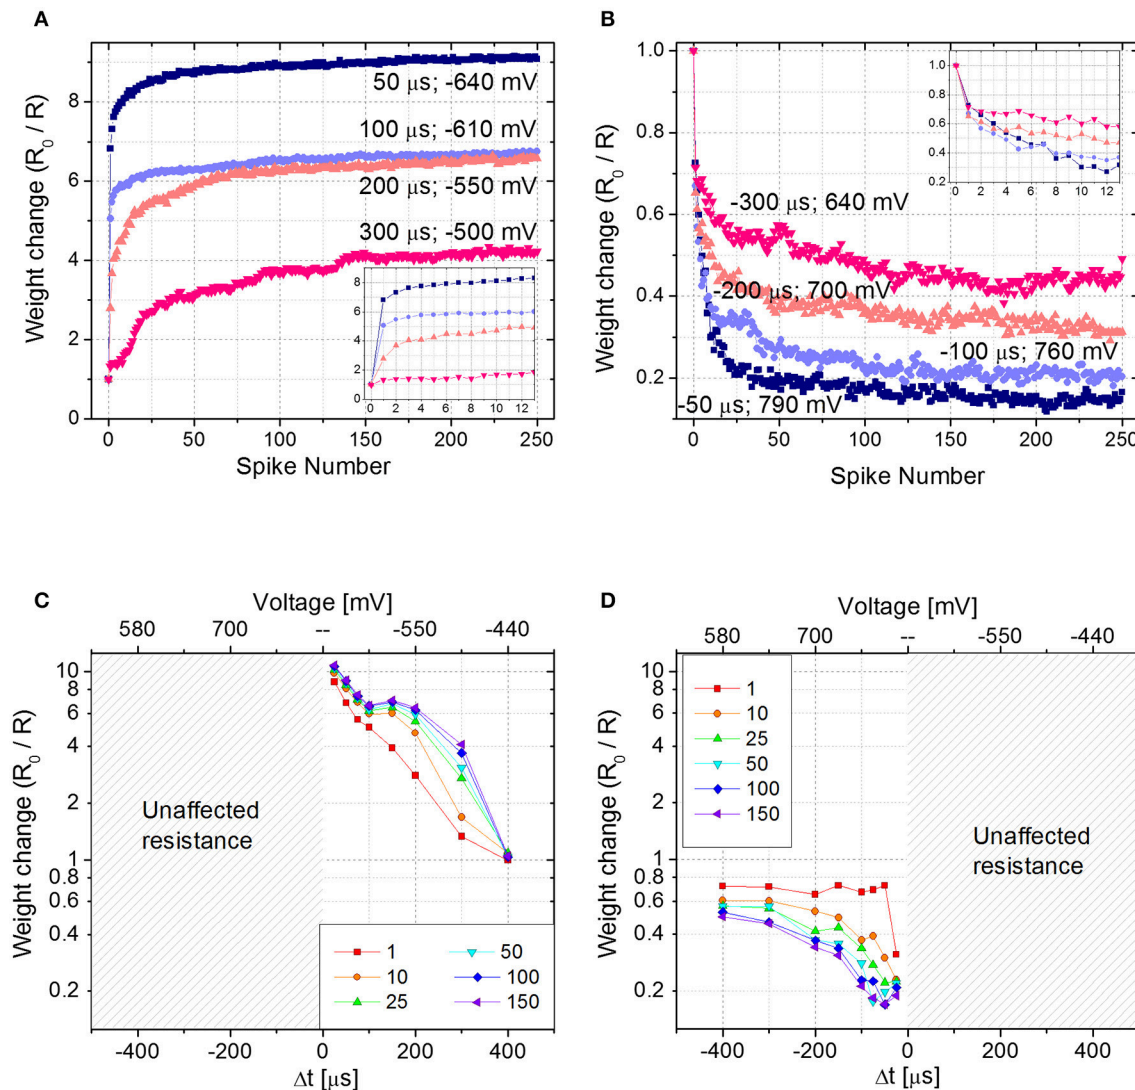 A
Weight change (R0 / R)
8
6
4
2
0
50 μs; -640 mV
100 μs; -610 mV
200 μs; -550 mV
300 μs; -500 mV
8
6
4
2
0
0 2 4 6 8 10 12
0 50 100 150 200 250
Spike Number
B
Weight change (R0 / R)
1.0
0.8
0.6
0.4
0.2
1.0
0.8
0.6
0.4
0.2
0 2 4 6 8 10 12
-300 μs; 640 mV
-200 μs; 700 mV
-100 μs; 760 mV
-50 μs; 790 mV
0 50 100 150 200 250
Spike Number
C
Voltage [mV]
580 700 -- -550 -440
Weight change (R0 / R)
10
8
6
4
2
1
0.8
0.6
0.4
0.2
Unaffected
resistance
1 50
10 100
25 150
-400 -200 0 200 400
Δt [μs]
D
Voltage [mV]
580 700 -- -550 -440
Weight change (R0 / R)
10
8
6
4
2
1
0.8
0.6
0.4
0.2
1
10
25
50
100
150
Unaffected
resistance
-400 -200 0 200 400
Δt [μs]